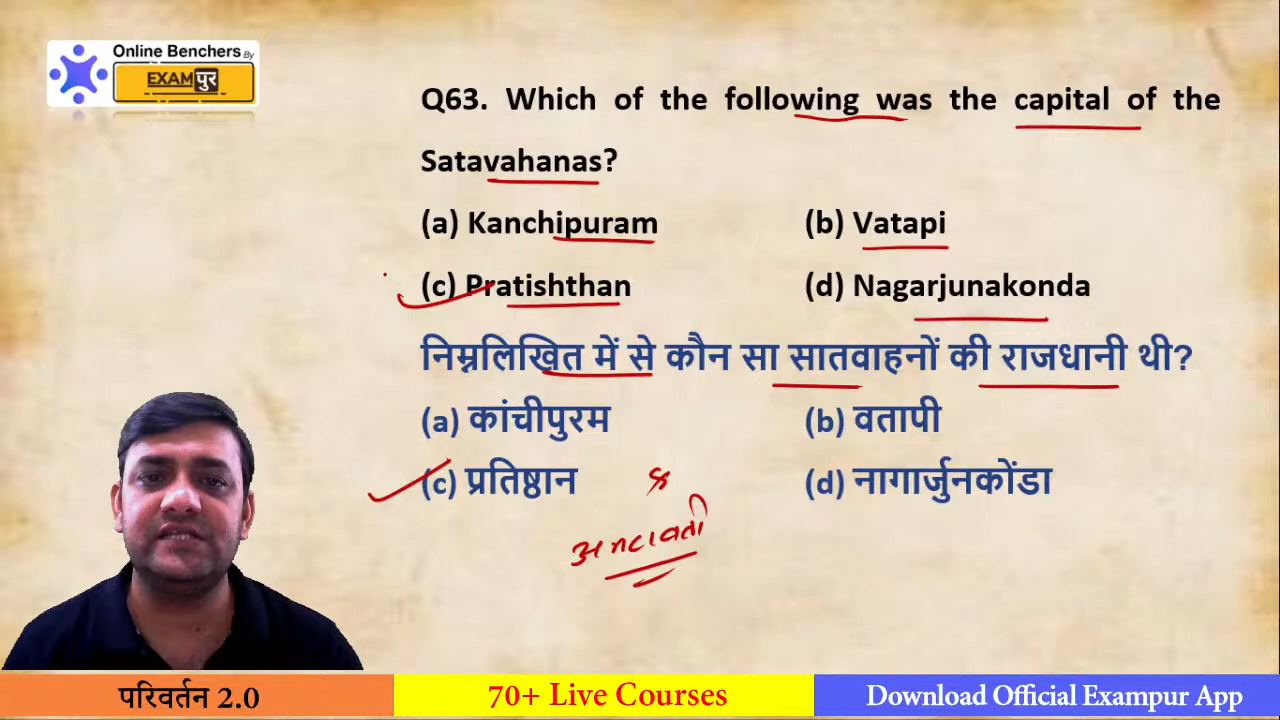 Online Benchers By
EXAMपुर
Q63. Which of the following was the capital of the
Satavahanas?
(a) Kanchipuram (b) Vatapi
(c) Pratishthan (d) Nagarjunakonda
निम्नलिखित में से कौन सा सातवाहनों की राजधानी थी?
(a) कांचीपुरम (b) वतापी
(c) प्रतिष्ठान (d) नागार्जुनकोंडा
परिवर्तन 2.0 70+ Live Courses Download Official Exampur App